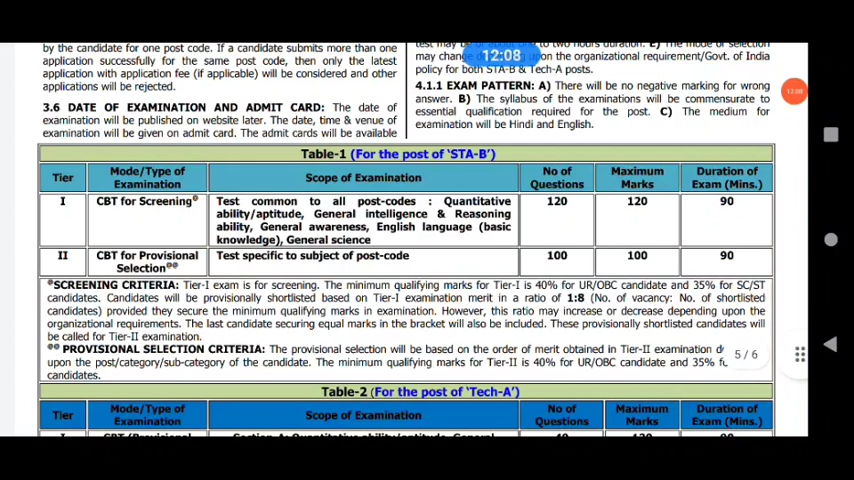 12:08
by the candidate for one post code. If a candidate submits more than one
application successfully for the same post code, then only the latest
application with application fee (if applicable) will be considered and other
applications will be rejected.
3.6 DATE OF EXAMINATION AND ADMIT CARD: The date of
examination will be published on website later. The date, time & venue of
examination will be given on admit card. The admit cards will be available
test may be two hours duration. E) The mode of selection
may change upon the organizational requirement/Govt. of India
policy for both STA-B & Tech-A posts.
4.1.1 EXAM PATTERN: A) There will be no negative marking for wrong
answer. B) The syllabus of the examinations will be commensurate to
essential qualification required for the post. C) The medium for
examination will be Hindi and English.
12:08
Table-1 (For the post of 'STA-B')
Tier Mode/Type of Examination Scope of Examination No of Questions Maximum Marks Duration of Exam (Mins.)
I CBT for Screening@ Test common to all post-codes : Quantitative 120 120 90
ability/aptitude, General intelligence & Reasoning
ability, General awareness, English language (basic
knowledge), General science
II CBT for Provisional Test specific to subject of post-code 100 100 90
Selection@@
@SCREENING CRITERIA: Tier-I exam is for screening. The minimum qualifying marks for Tier-I is 40% for UR/OBC candidate and 35% for SC/ST
candidates. Candidates will be provisionally shortlisted based on Tier-I examination merit in a ratio of 1:8 (No. of vacancy: No. of shortlisted
candidates) provided they secure the minimum qualifying marks in examination. However, this ratio may increase or decrease depending upon the
organizational requirements. The last candidate securing equal marks in the bracket will also be included. These provisionally shortlisted candidates will
be called for Tier-II examination.
@@ PROVISIONAL SELECTION CRITERIA: The provisional selection will be based on the order of merit obtained in Tier-II examination
upon the post/category/sub-category of the candidate. The minimum qualifying marks for Tier-II is 40% for UR/OBC candidate and 35%
candidates.
5 / 6
Table-2 (For the post of 'Tech-A')
Tier Mode/Type of Examination Scope of Examination No of Questions Maximum Marks Duration of Exam (Mins.)